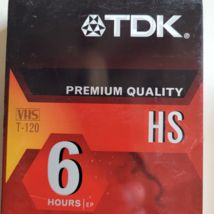 TDK®
PREMIUM QUALITY
VHS
T-120
HS
6
HOURS | EP